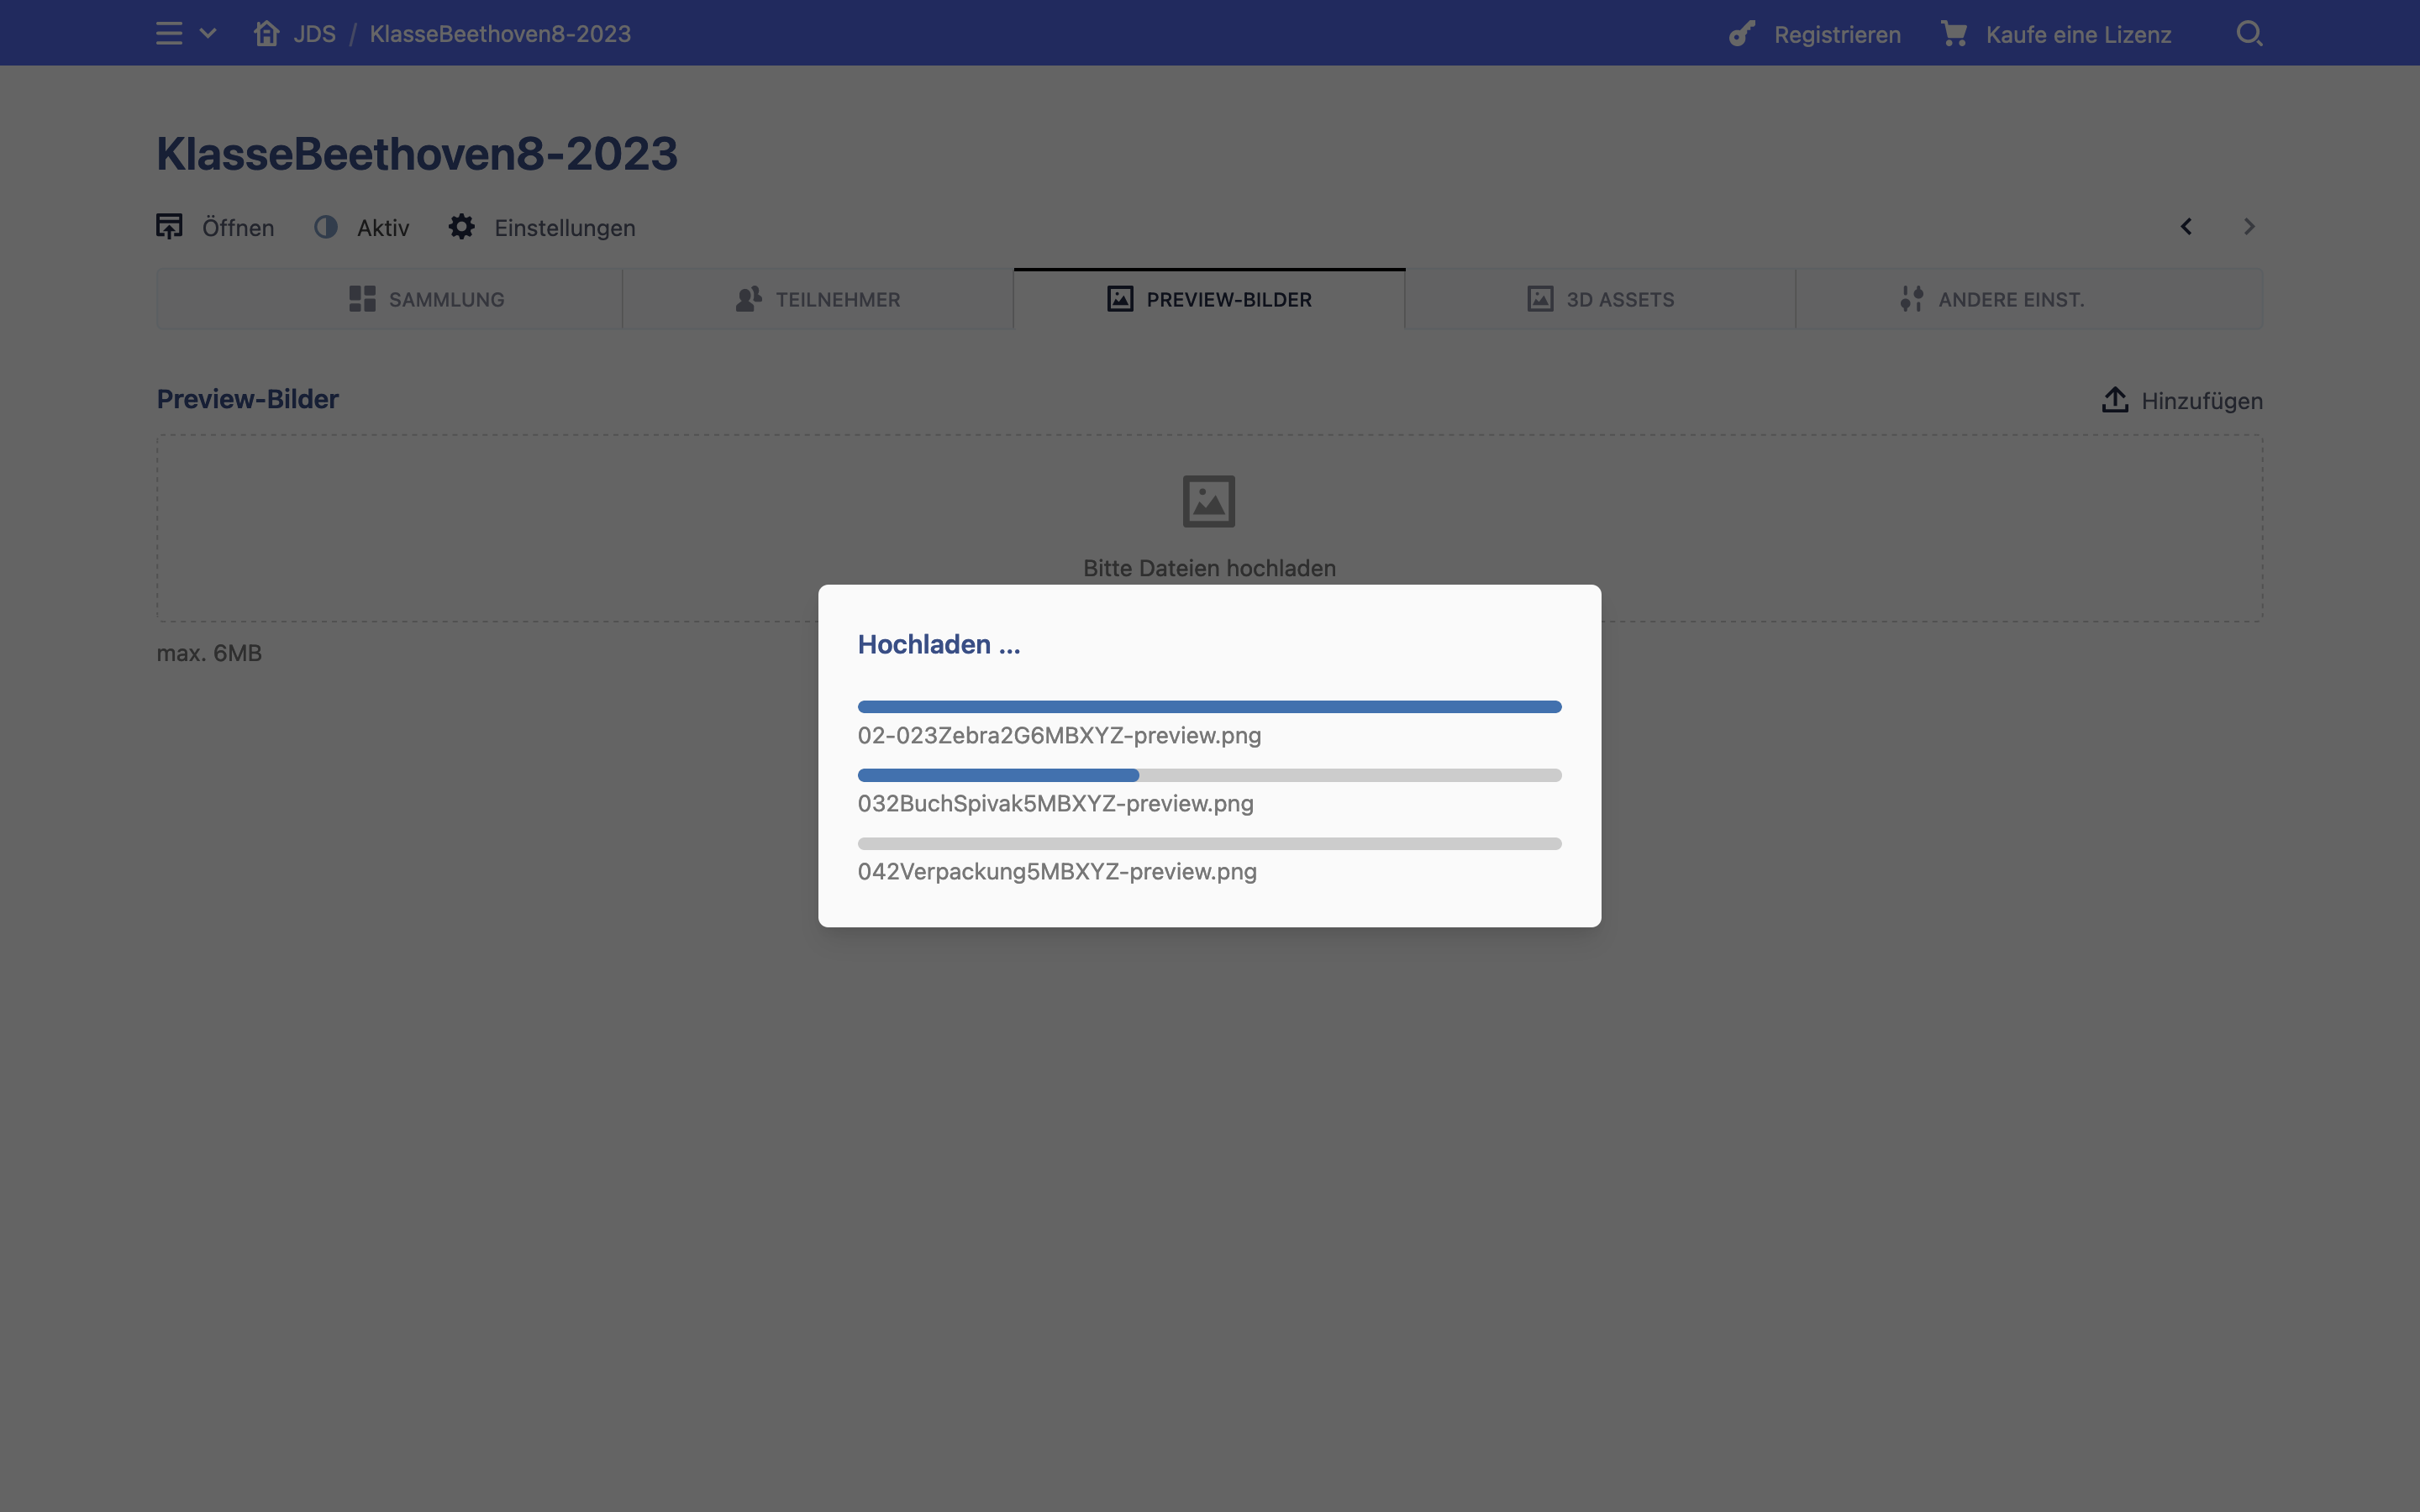 JDS / KlasseBeethoven8-2023
Registrieren
Kaufe eine Lizenz
KlasseBeethoven8-2023
Öffnen
Aktiv
Einstellungen
SAMMLUNG
TEILNEHMER
PREVIEW-BILDER
3D ASSETS
ANDERE EINST.
Preview-Bilder
Hinzufügen
Bitte Dateien hochladen
max. 6MB
Hochladen ...
02-023Zebra2G6MBXYZ-preview.png
032BuchSpivak5MBXYZ-preview.png
042Verpackung5MBXYZ-preview.png